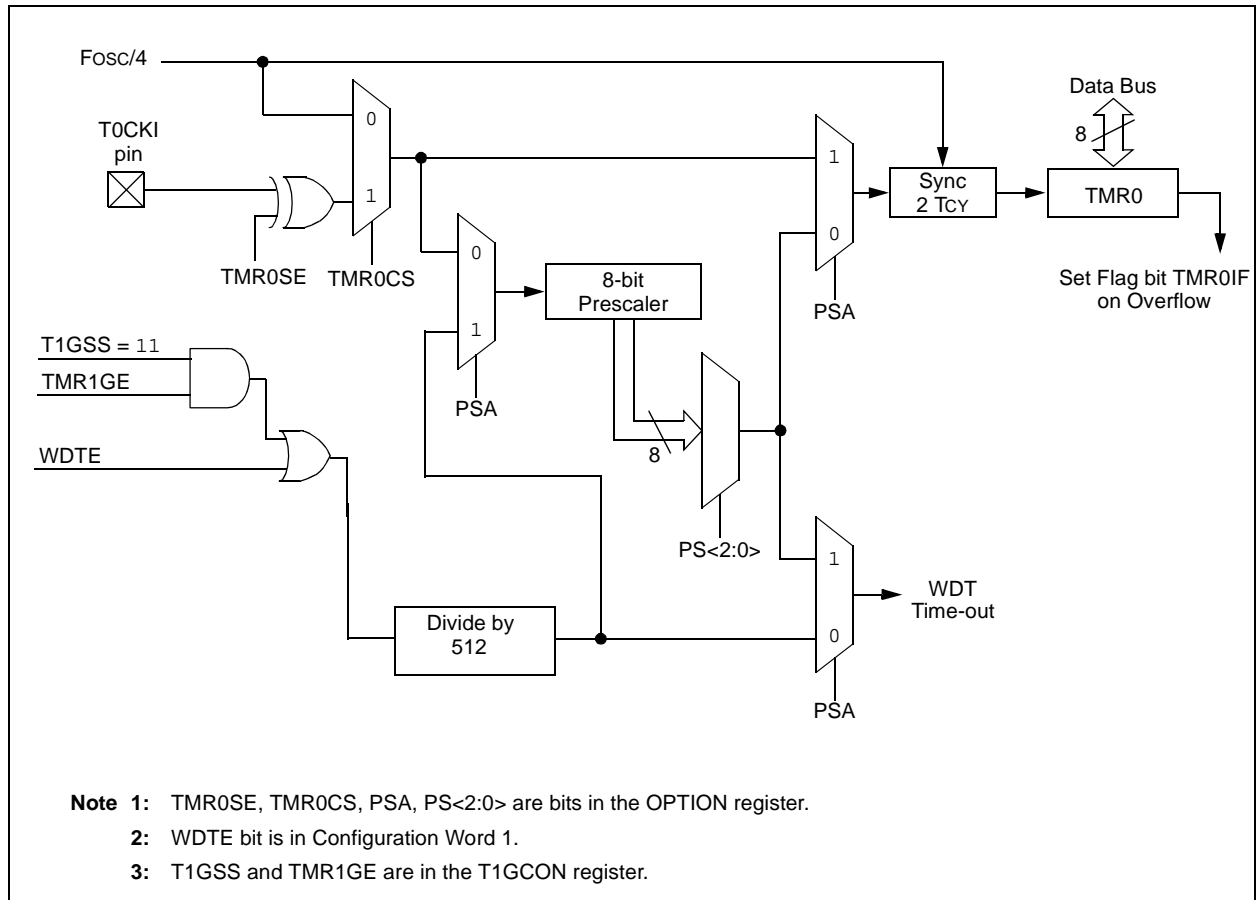 FOSC/4
Data Bus
8
T0CKI
pin
0
1
TMR0SE
TMR0CS
0
1
PSA
8-bit
Prescaler
8
PS<2:0>
1
0
PSA
Sync
2 TCY
TMR0
Set Flag bit TMR0IF
on Overflow
T1GSS = 11
TMR1GE
WDTE
Divide by
512
1
0
PSA
WDT
Time-out
Note 1: TMR0SE, TMR0CS, PSA, PS<2:0> are bits in the OPTION register.
2: WDTE bit is in Configuration Word 1.
3: T1GSS and TMR1GE are in the T1GCON register.